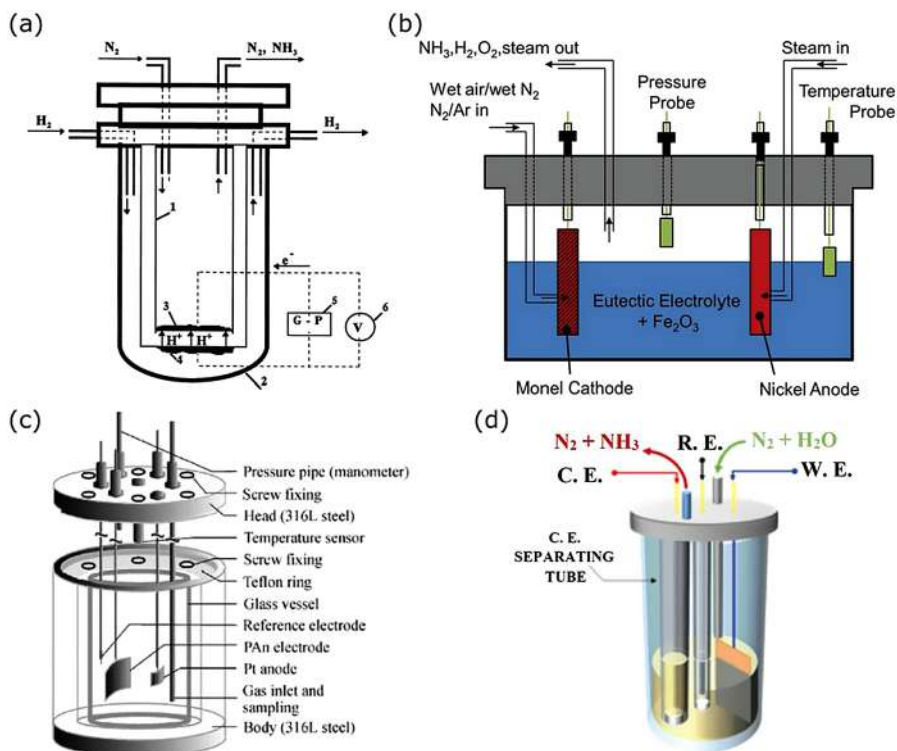 (a)
N₂
N₂, NH₃
H₂
H₂
1
e⁻
3
5
6
G - P
V
H⁺
H⁺
4
2
(b)
NH₃,H₂,O₂,steam out
Steam in
Wet air/wet N₂
N₂/Ar in
Pressure
Probe
Temperature
Probe
Eutectic Electrolyte
+ Fe₂O₃
Monel Cathode
Nickel Anode
(c)
Pressure pipe (manometer)
Screw fixing
Head (316L steel)
Temperature sensor
Screw fixing
Teflon ring
Glass vessel
Reference electrode
PAn electrode
Pt anode
Gas inlet and
sampling
Body (316L steel)
(d)
N₂ + NH₃
R. E.
N₂ + H₂O
C. E.
W. E.
C. E.
SEPARATING
TUBE